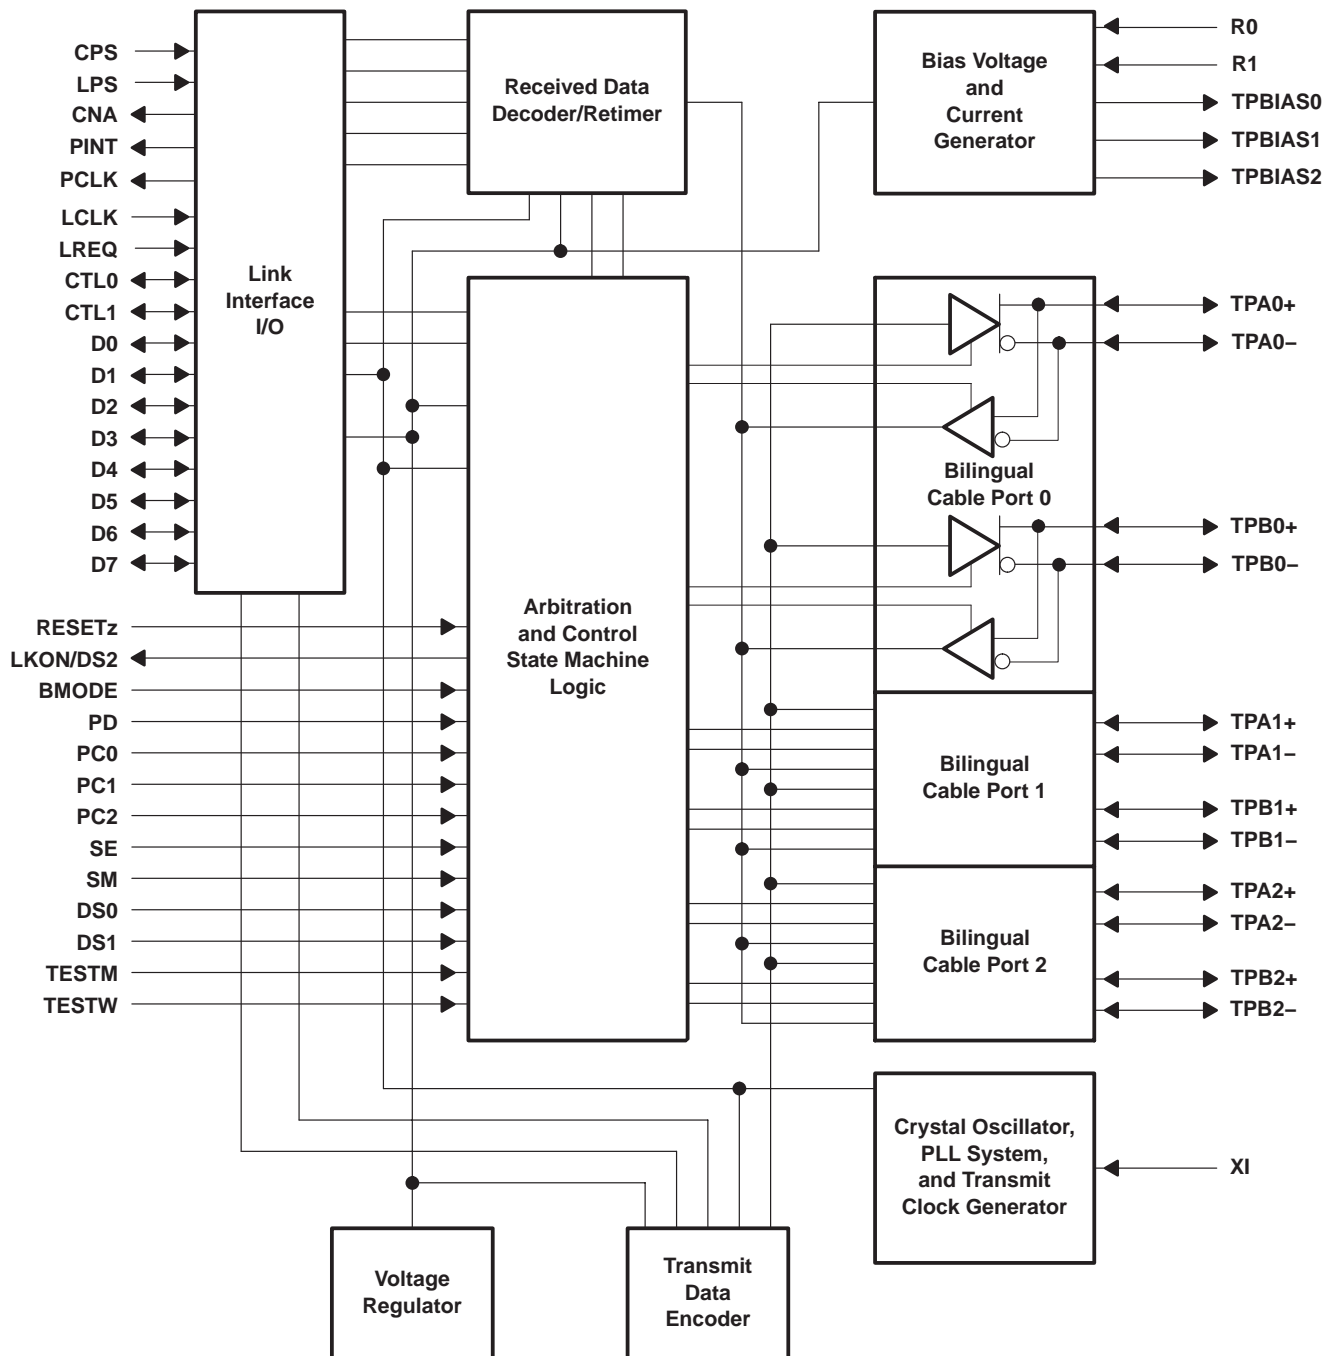 CPS
LPS
CNA
PINT
PCLK
LCLK
LREQ
CTL0
CTL1
D0
D1
D2
D3
D4
D5
D6
D7
RESETz
LKON/DS2
BMODE
PD
PC0
PC1
PC2
SE
SM
DS0
DS1
TESTM
TESTW
Link
Interface
I/O
Received Data
Decoder/Retimer
Arbitration
and Control
State Machine
Logic
Bias Voltage
and
Current
Generator
R0
R1
TPBIAS0
TPBIAS1
TPBIAS2
Bilingual
Cable Port 0
TPA0+
TPA0–
TPB0+
TPB0–
Bilingual
Cable Port 1
TPA1+
TPA1–
TPB1+
TPB1–
Bilingual
Cable Port 2
TPA2+
TPA2–
TPB2+
TPB2–
Crystal Oscillator,
PLL System,
and Transmit
Clock Generator
XI
Voltage
Regulator
Transmit
Data
Encoder